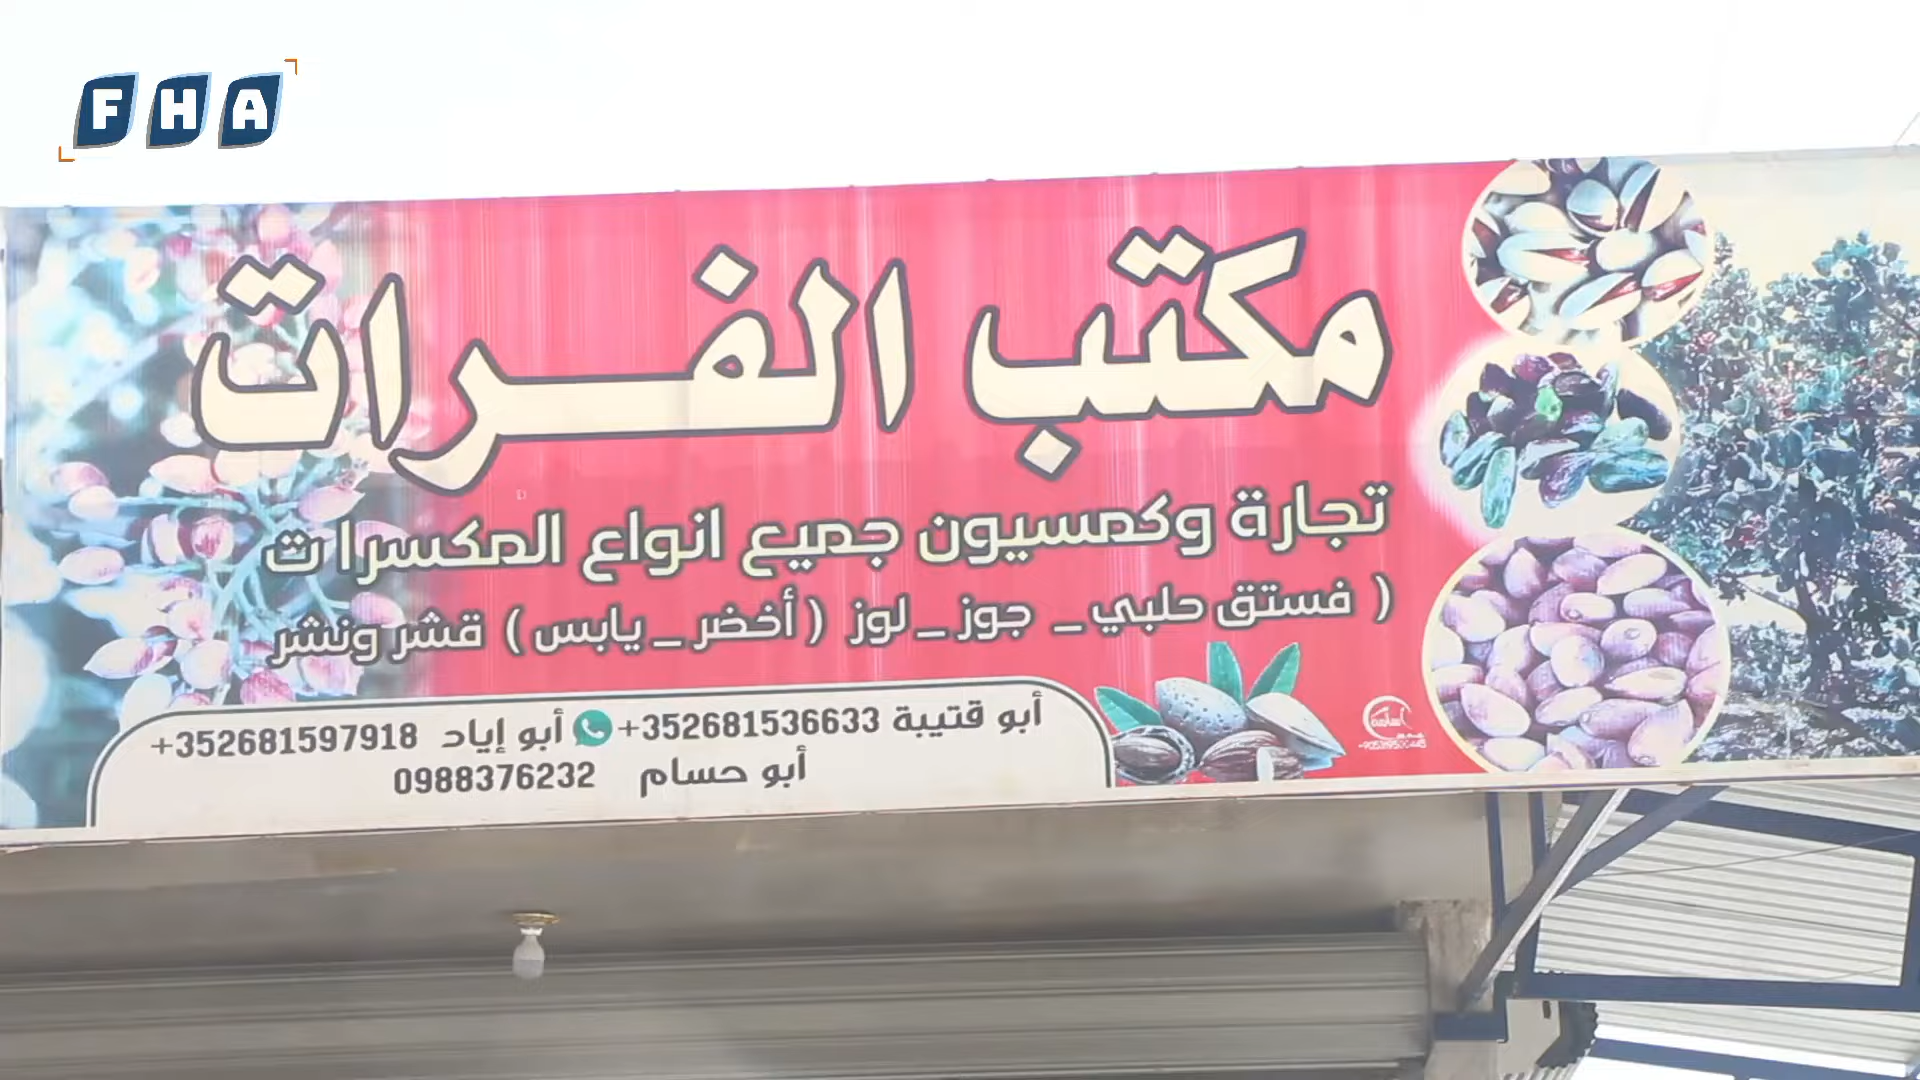 FHA
مكتب الفرات
تجارة وكمسيون جميع انواع المكسرات
( فستق حلبي _ جوز _ لوز ( أخضر _ يابس ) قشر ونشر
أبو قتيبة +352681536633 أبو إياد +352681597918
أبو حسام 0988376232